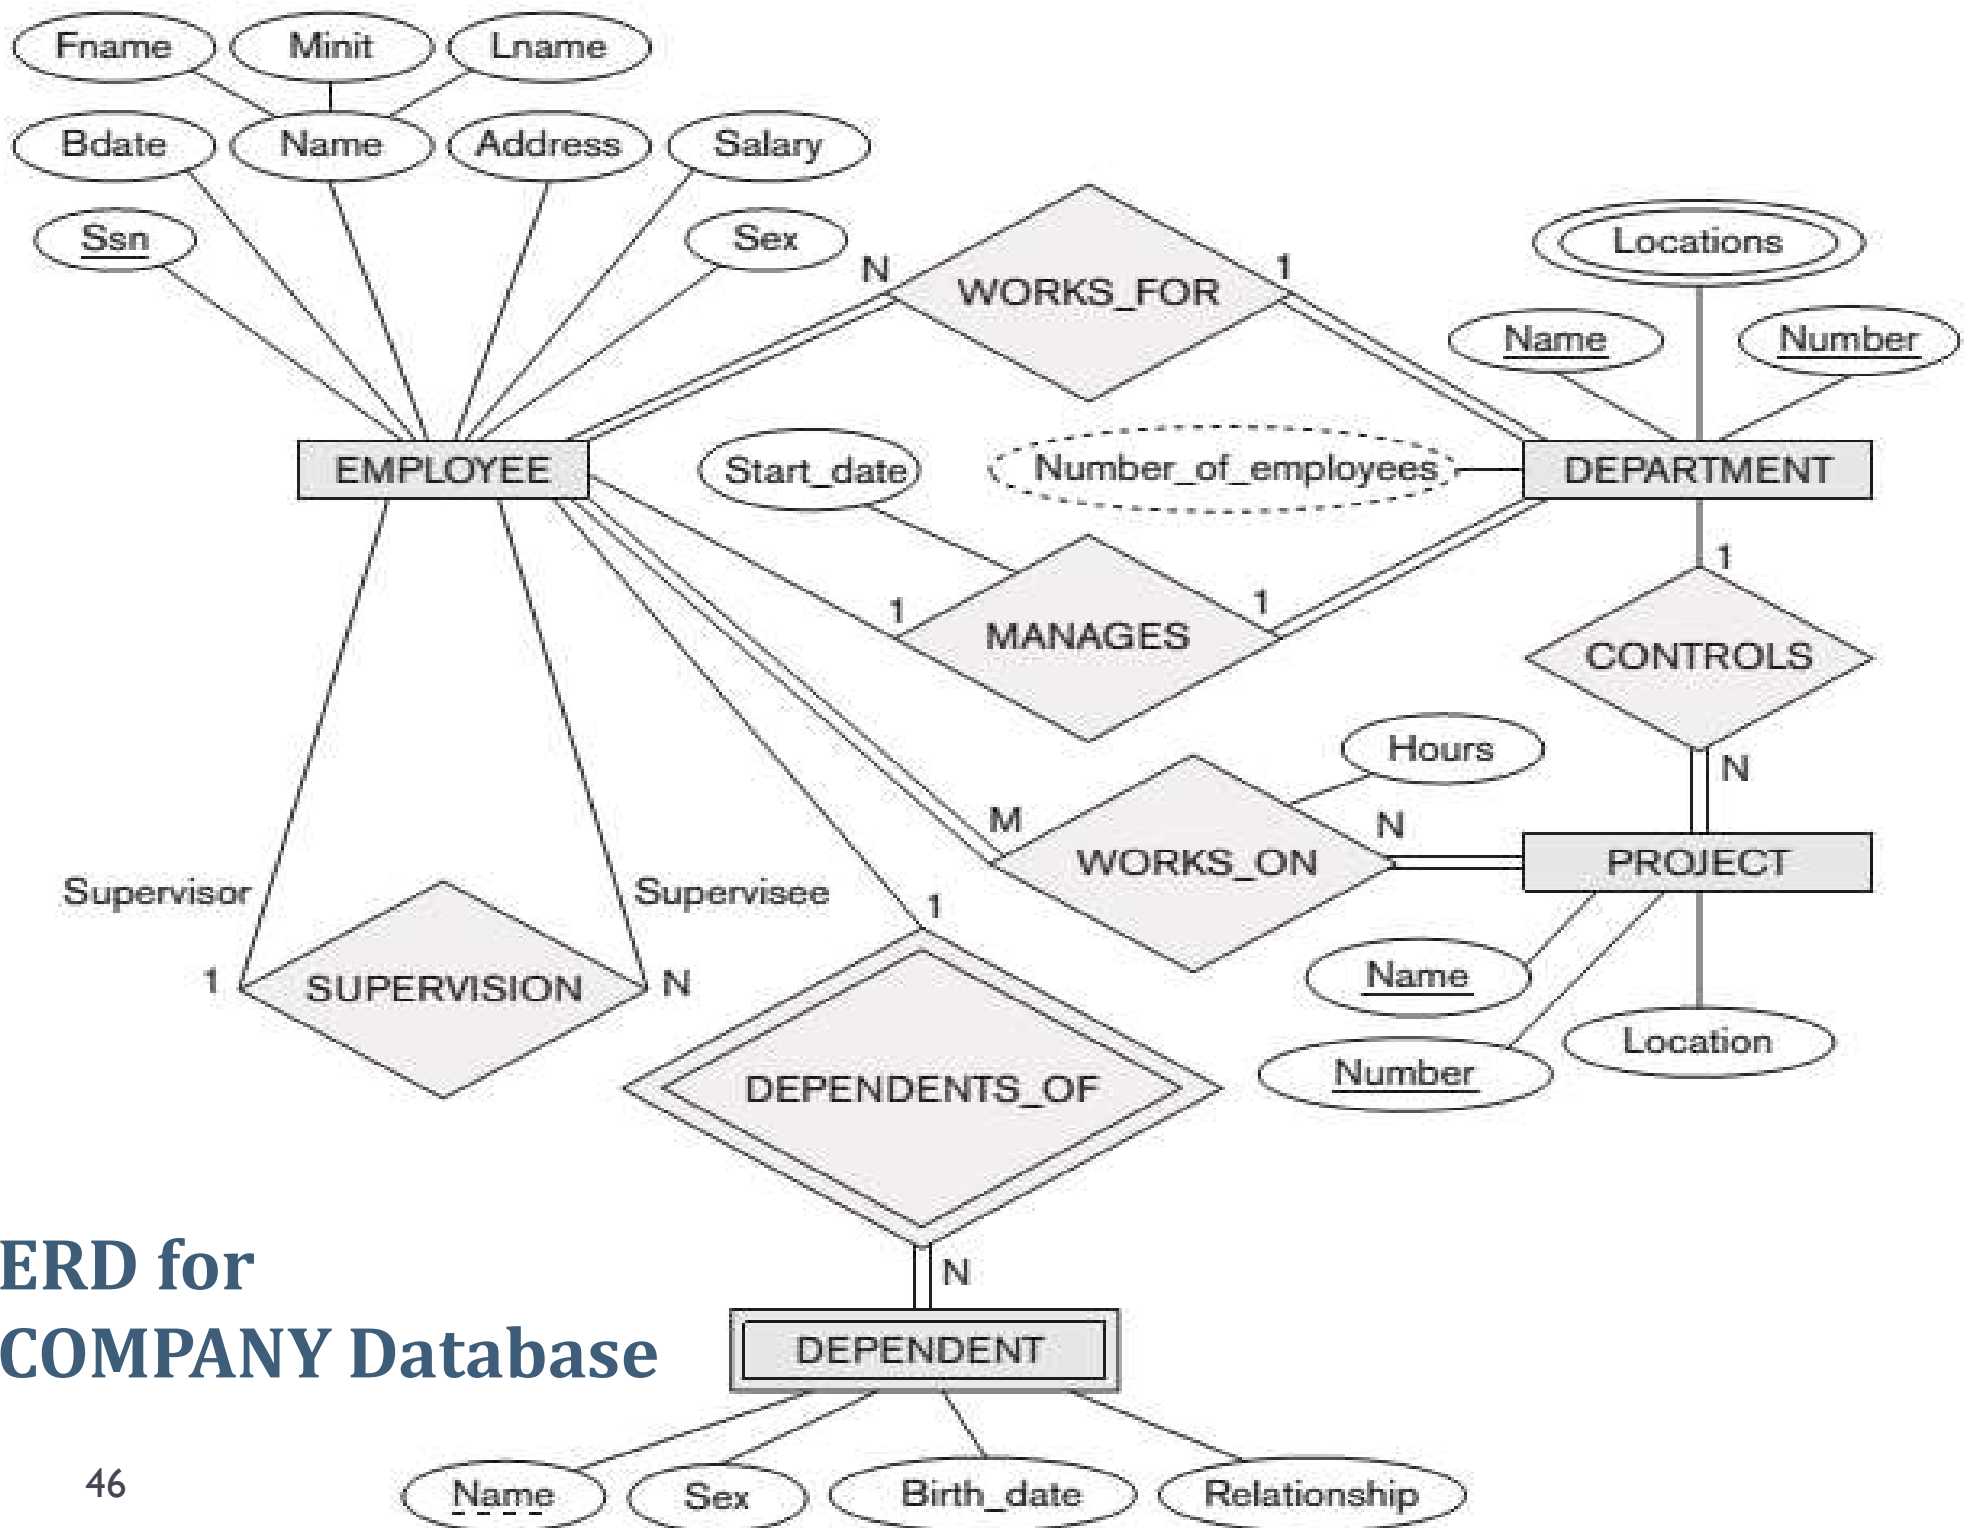 Fname Minit Lname
Bdate Name Address Salary
Ssn Sex
N WORKS_FOR 1
Locations
Name Number
EMPLOYEE Start_date Number_of_employees DEPARTMENT
1 MANAGES 1
1
CONTROLS
N
Hours
M WORKS_ON N
PROJECT
Supervisor Supervisee
1 SUPERVISION N
1
Name
Number
Location
DEPENDENTS_OF
N
ERD for
COMPANY Database
DEPENDENT
46
Name Sex Birth_date Relationship